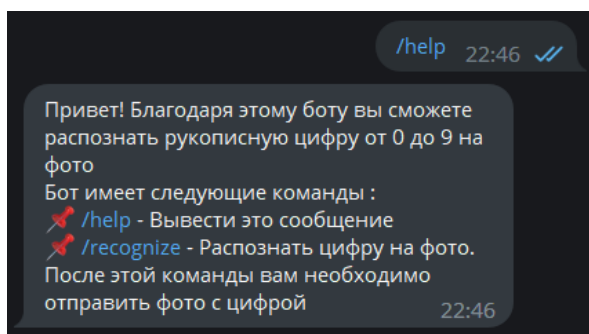 /help 22:46
Привет! Благодаря этому боту вы сможете
распознать рукописную цифру от 0 до 9 на
фото
Бот имеет следующие команды :
📌 /help - Вывести это сообщение
📌 /recognize - Распознать цифру на фото.
После этой команды вам необходимо
отправить фото с цифрой
22:46